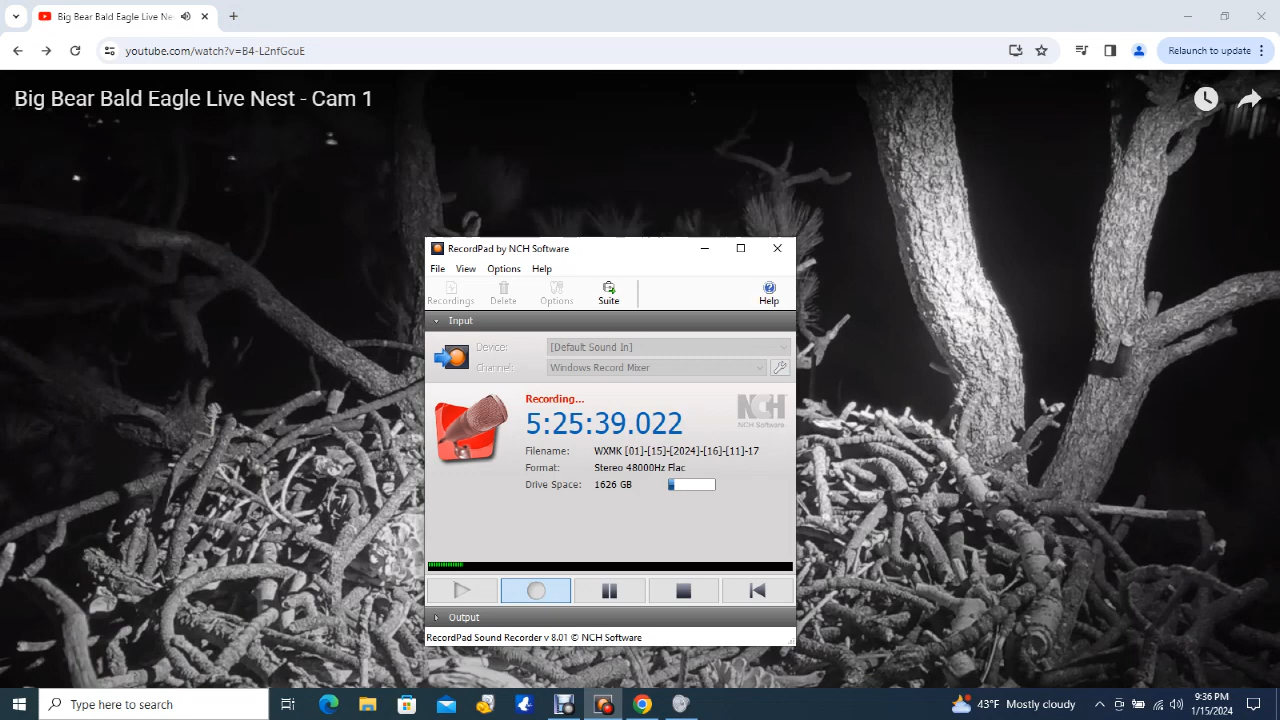 Big Bear Bald Eagle Live Ne
youtube.com/watch?v=B4-L2nfGcuE
Relaunch to update
Big Bear Bald Eagle Live Nest - Cam 1
RecordPad by NCH Software
File View Options Help
Recordings Delete Options Suite Help
Input
Device: [Default Sound In]
Channel: Windows Record Mixer
Recording...
5:25:39.022
NCH
NCH Software
Filename: WXMK [01]-[15]-[2024]-[16]-[11]-17
Format: Stereo 48000Hz Flac
Drive Space: 1626 GB
Output
RecordPad Sound Recorder v 8.01 © NCH Software
Type here to search
43°F Mostly cloudy
9:36 PM
1/15/2024